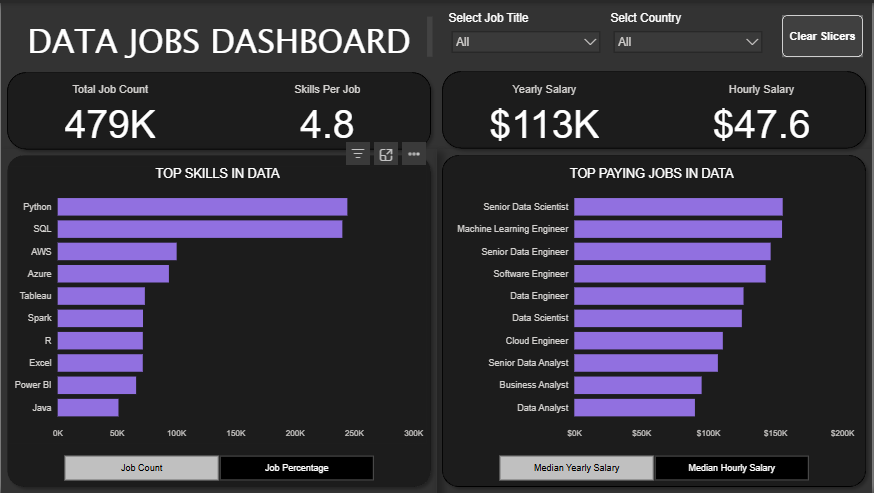 DATA JOBS DASHBOARD
Select Job Title
All
Selct Country
All
Clear Slicers
Total Job Count
479K
Skills Per Job
4.8
Yearly Salary
$113K
Hourly Salary
$47.6
TOP SKILLS IN DATA
Python
SQL
AWS
Azure
Tableau
Spark
R
Excel
Power BI
Java
0K 50K 100K 150K 200K 250K 300K
Job Count
Job Percentage
TOP PAYING JOBS IN DATA
Senior Data Scientist
Machine Learning Engineer
Senior Data Engineer
Software Engineer
Data Engineer
Data Scientist
Cloud Engineer
Senior Data Analyst
Business Analyst
Data Analyst
$0K $50K $100K $150K $200K
Median Yearly Salary
Median Hourly Salary